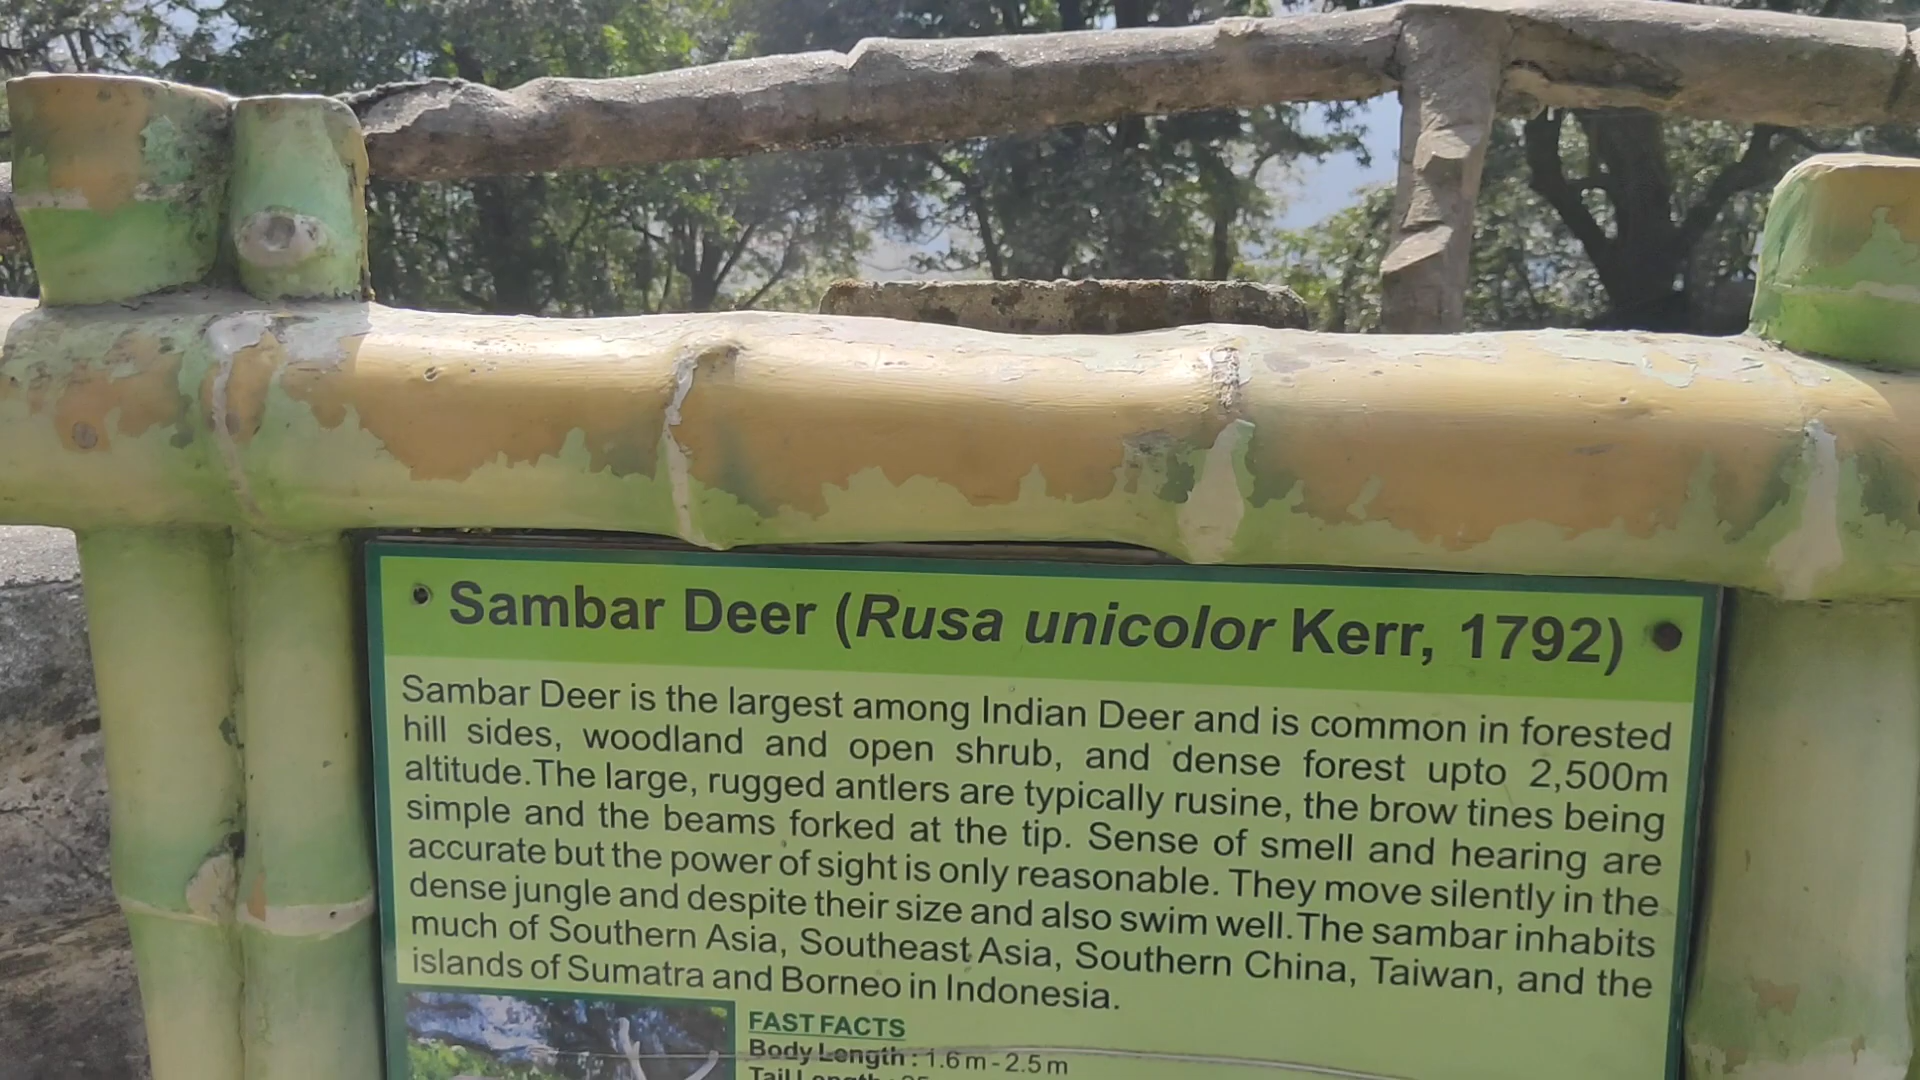 Sambar Deer (Rusa unicolor Kerr, 1792)
Sambar Deer is the largest among Indian Deer and is common in forested
hill sides, woodland and open shrub, and dense forest upto 2,500m
altitude.The large, rugged antlers are typically rusine, the brow tines being
simple and the beams forked at the tip. Sense of smell and hearing are
accurate but the power of sight is only reasonable. They move silently in the
dense jungle and despite their size and also swim well.The sambar inhabits
much of Southern Asia, Southeast Asia, Southern China, Taiwan, and the
islands of Sumatra and Borneo in Indonesia.
FAST FACTS
Body Length : 1.6 m - 2.5 m
Tail Length :